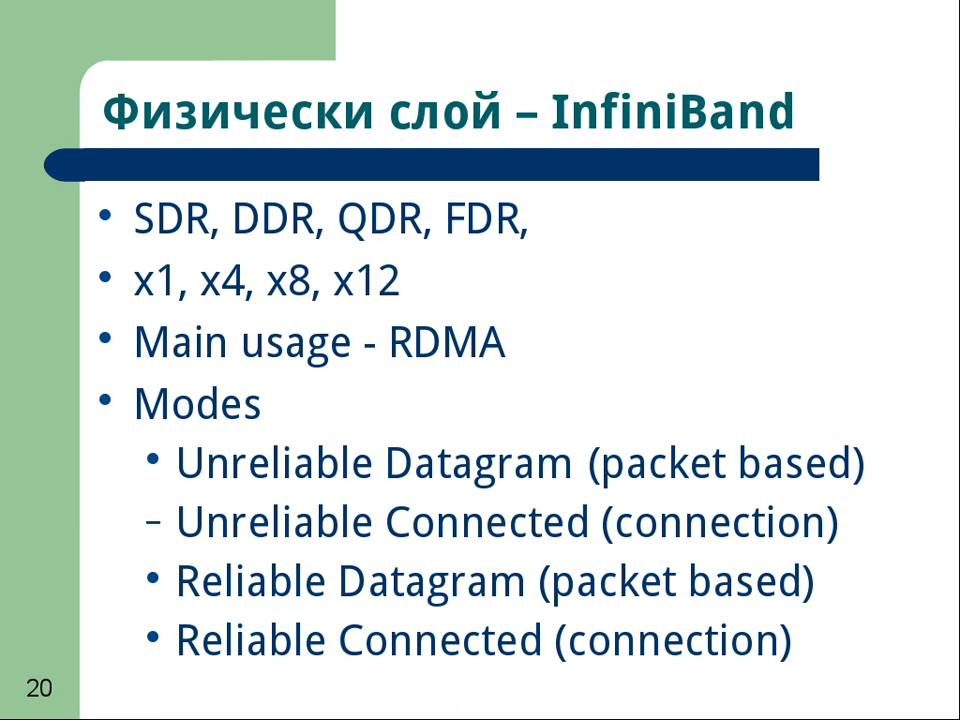 Физически слой – InfiniBand
• SDR, DDR, QDR, FDR,
• x1, x4, x8, x12
• Main usage - RDMA
• Modes
• Unreliable Datagram (packet based)
– Unreliable Connected (connection)
• Reliable Datagram (packet based)
• Reliable Connected (connection)
20